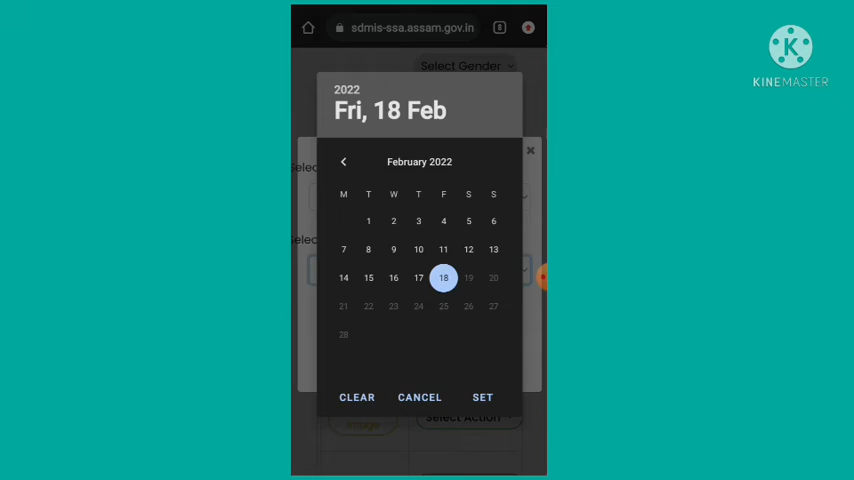 sdmis-ssa.assam.gov.in
8
K
KINEMASTER
Select Gender
2022
Fri, 18 Feb
February 2022
M T W T F S S
1 2 3 4 5 6
7 8 9 10 11 12 13
14 15 16 17 18 19 20
21 22 23 24 25 26 27
28
CLEAR CANCEL SET
Select Action